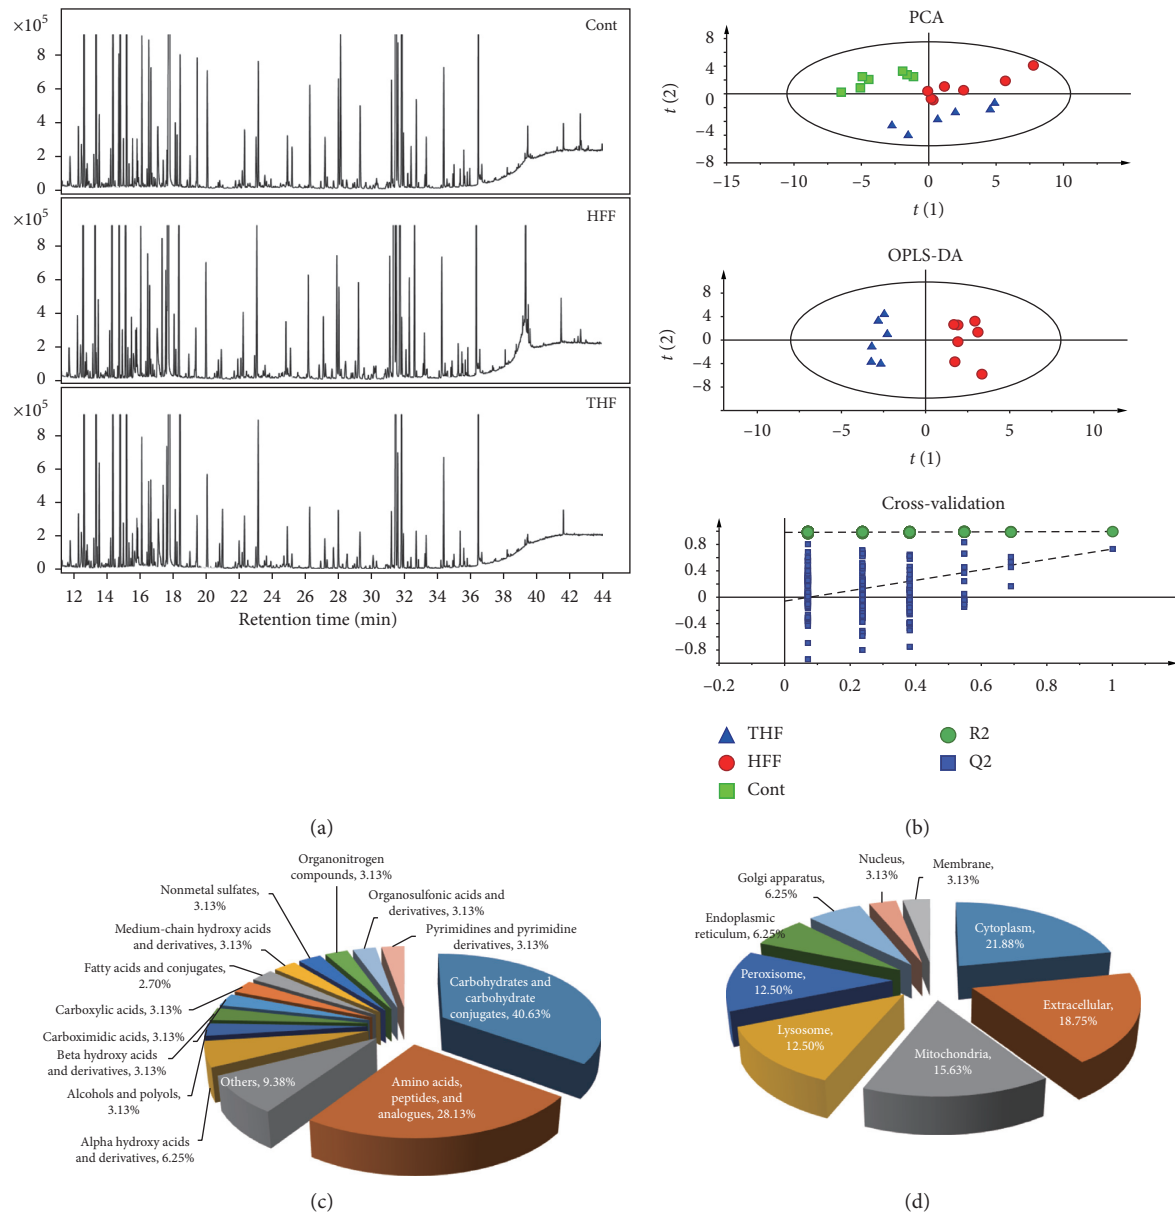 ×10⁵
Cont
8
6
4
2
0
×10⁵
HFF
8
6
4
2
0
×10⁵
THF
8
6
4
2
0
12 14 16 18 20 22 24 26 28 30 32 34 36 38 40 42 44
Retention time (min)
(a)
PCA
8
4
0
−4
−8
t (2)
−15 −10 −5 0 5 10
t (1)
OPLS-DA
8
4
0
−4
−8
t (2)
−10 −5 0 5 10
t (1)
Cross-validation
0.8
0.4
0
−0.4
−0.8
−0.2 0 0.2 0.4 0.6 0.8 1
THF
HFF
Cont
R2
Q2
(b)
Organonitrogen
compounds, 3.13%
Nonmetal sulfates,
3.13%
Organosulfonic acids and
derivatives, 3.13%
Medium-chain hydroxy acids
and derivatives, 3.13%
Pyrimidines and pyrimidine
derivatives, 3.13%
Fatty acids and conjugates,
2.70%
Carboxylic acids, 3.13%
Carboximidic acids, 3.13%
Beta hydroxy acids
and derivatives,
3.13%
Alcohols and polyols,
3.13%
Alpha hydroxy acids
and derivatives, 6.25%
Others, 9.38%
Carbohydrates and
carbohydrate
conjugates, 40.63%
Amino acids,
peptides, and
analogues, 28.13%
(c)
Nucleus,
3.13%
Membrane,
3.13%
Golgi apparatus,
6.25%
Endoplasmic
reticulum, 6.25%
Peroxisome,
12.50%
Lysosome,
12.50%
Cytoplasm,
21.88%
Extracellular,
18.75%
Mitochondria,
15.63%
(d)